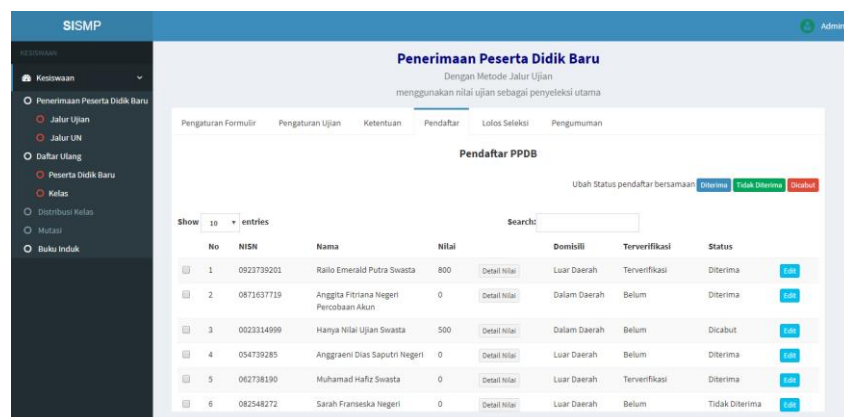 SISMP
Admin
KESISWAAN
Kesiswaan
Penerimaan Peserta Didik Baru
Jalur Ujian
Jalur UN
Daftar Ulang
Peserta Didik Baru
Kelas
Distribusi Kelas
Mutasi
Buku Induk
Penerimaan Peserta Didik Baru
Dengan Metode Jalur Ujian
menggunakan nilai ujian sebagai penyeleksi utama
Pengaturan Formulir Pengaturan Ujian Ketentuan Pendaftar Lolos Seleksi Pengumuman
Pendaftar PPDB
Ubah Status pendaftar bersamaan Diterima Tidak Diterima Dicabut
Show 10 entries Search:
No NISN Nama Nilai Domisili Terverifikasi Status
1 0923739201 Railo Emerald Putra Swasta 800 Detail Nilai Luar Daerah Terverifikasi Diterima Edit
2 0871637719 Anggita Fitriana Negeri 0 Detail Nilai Dalam Daerah Belum Diterima Edit
Percobaan Akun
3 0023314999 Hanya Nilai Ujian Swasta 500 Detail Nilai Dalam Daerah Belum Dicabut Edit
4 054739285 Anggraeni Dias Saputri Negeri 0 Detail Nilai Luar Daerah Belum Diterima Edit
5 062738190 Muhamad Hafiz Swasta 0 Detail Nilai Luar Daerah Terverifikasi Diterima Edit
6 082548272 Sarah Franseska Negeri 0 Detail Nilai Luar Daerah Belum Tidak Diterima Edit